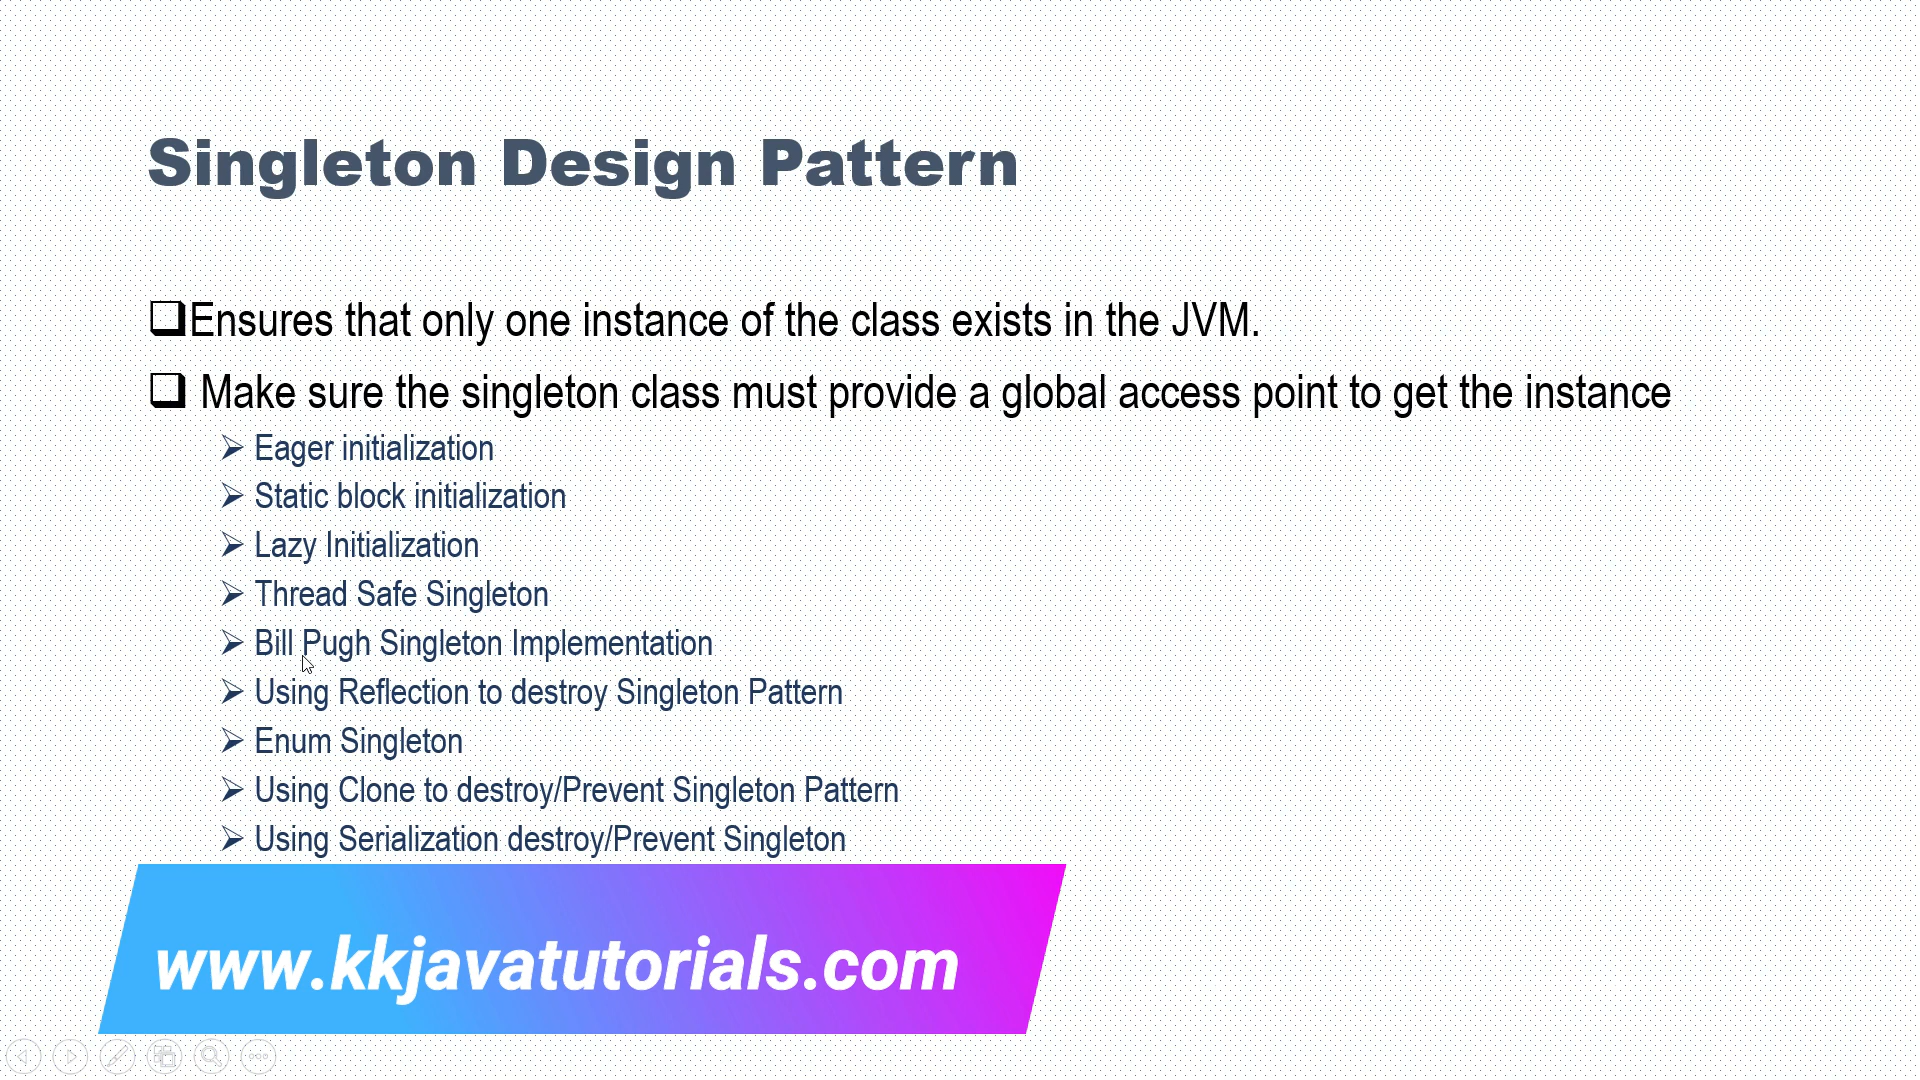 Singleton Design Pattern
Ensures that only one instance of the class exists in the JVM.
Make sure the singleton class must provide a global access point to get the instance
Eager initialization
Static block initialization
Lazy Initialization
Thread Safe Singleton
Bill Pugh Singleton Implementation
Using Reflection to destroy Singleton Pattern
Enum Singleton
Using Clone to destroy/Prevent Singleton Pattern
Using Serialization destroy/Prevent Singleton
www.kkjavatutorials.com